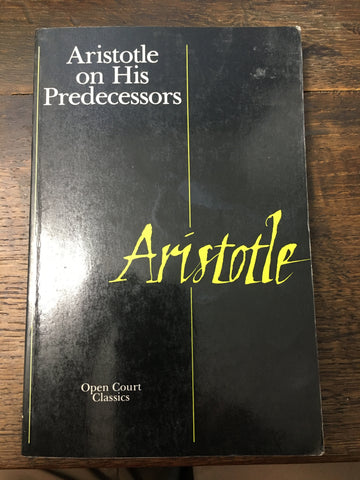 Aristotle
on His
Predecessors
Aristotle
Open Court
Classics